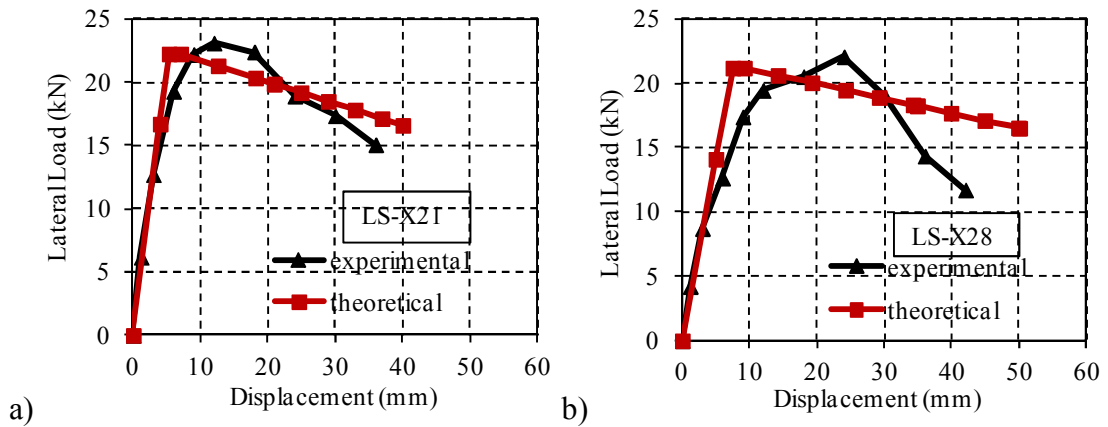 25
20
15
10
5
0
Lateral Load (kN)
LS-X21
experimental
theoretical
0 10 20 30 40 50 60
Displacement (mm)
a)
25
20
15
10
5
0
Lateral Load (kN)
LS-X28
experimental
theoretical
0 10 20 30 40 50 60
Displacement (mm)
b)